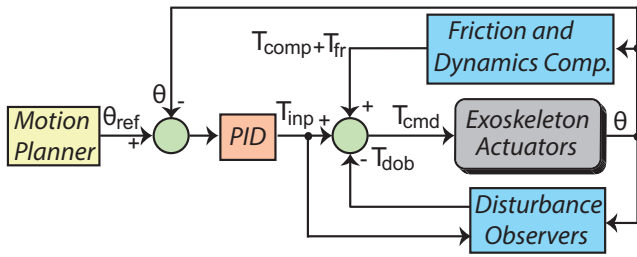 T_comp+T_fr
Friction and
Dynamics Comp.
θ
-
Motion
Planner
θ_ref
+
PID
T_inp
+
+
T_cmd
-
T_dob
Exoskeleton
Actuators
θ
Disturbance
Observers